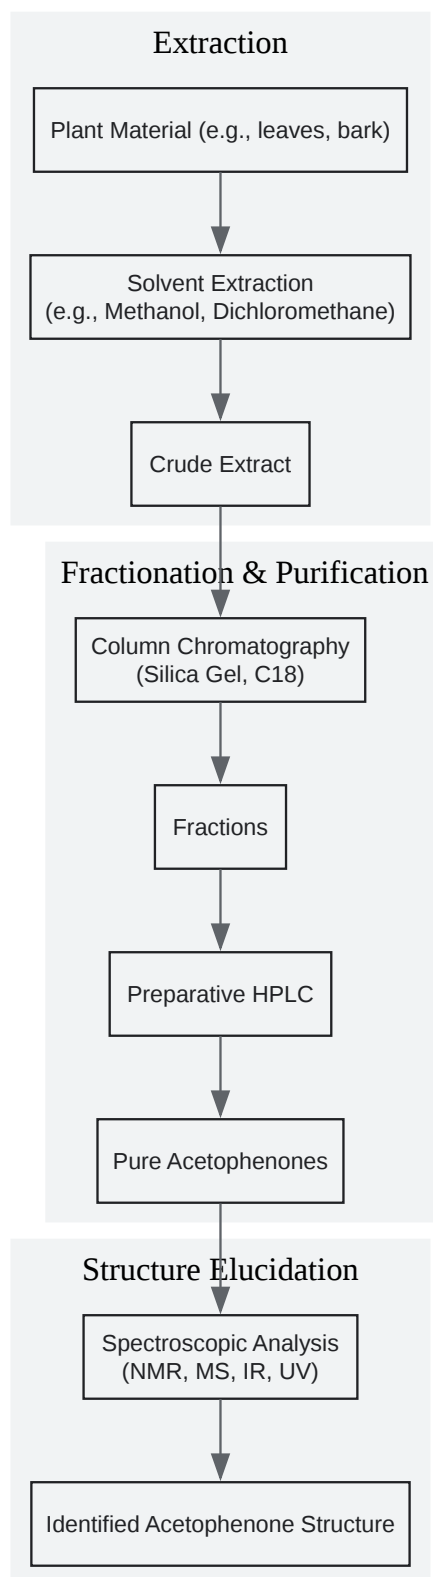 Extraction
Plant Material (e.g., leaves, bark)
Solvent Extraction
(e.g., Methanol, Dichloromethane)
Crude Extract
Fractionation & Purification
Column Chromatography
(Silica Gel, C18)
Fractions
Preparative HPLC
Pure Acetophenones
Structure Elucidation
Spectroscopic Analysis
(NMR, MS, IR, UV)
Identified Acetophenone Structure